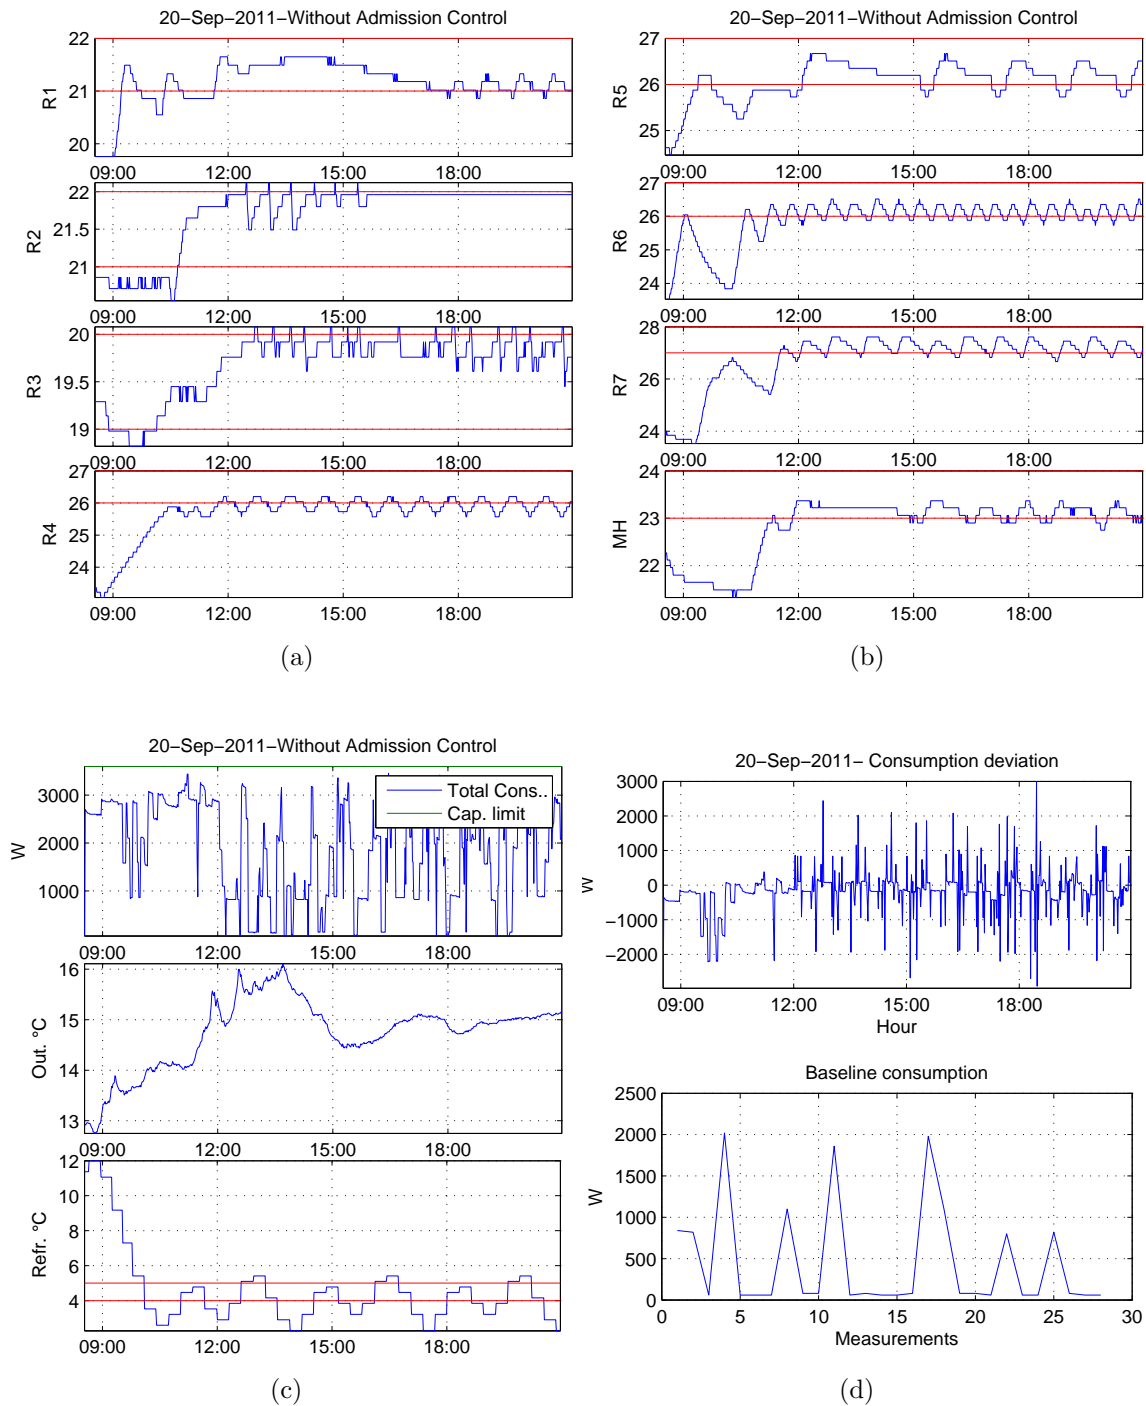 20−Sep−2011−Without Admission Control
22
21
20
R1
09:00 12:00 15:00 18:00
22
21.5
21
R2
09:00 12:00 15:00 18:00
20
19.5
19
R3
09:00 12:00 15:00 18:00
27
26
25
24
R4
09:00 12:00 15:00 18:00
(a)
20−Sep−2011−Without Admission Control
27
26
25
R5
09:00 12:00 15:00 18:00
27
26
25
24
R6
09:00 12:00 15:00 18:00
28
26
24
R7
09:00 12:00 15:00 18:00
24
23
22
MH
09:00 12:00 15:00 18:00
(b)
20−Sep−2011−Without Admission Control
3000
2000
1000
W
Total Cons..
Cap. limit
09:00 12:00 15:00 18:00
16
15
14
13
Out. °C
09:00 12:00 15:00 18:00
12
10
8
6
4
Refr. °C
09:00 12:00 15:00 18:00
(c)
20−Sep−2011− Consumption deviation
3000
2000
1000
0
−1000
−2000
W
09:00 12:00 15:00 18:00
Hour
Baseline consumption
2500
2000
1500
1000
500
0
W
0 5 10 15 20 25 30
Measurements
(d)